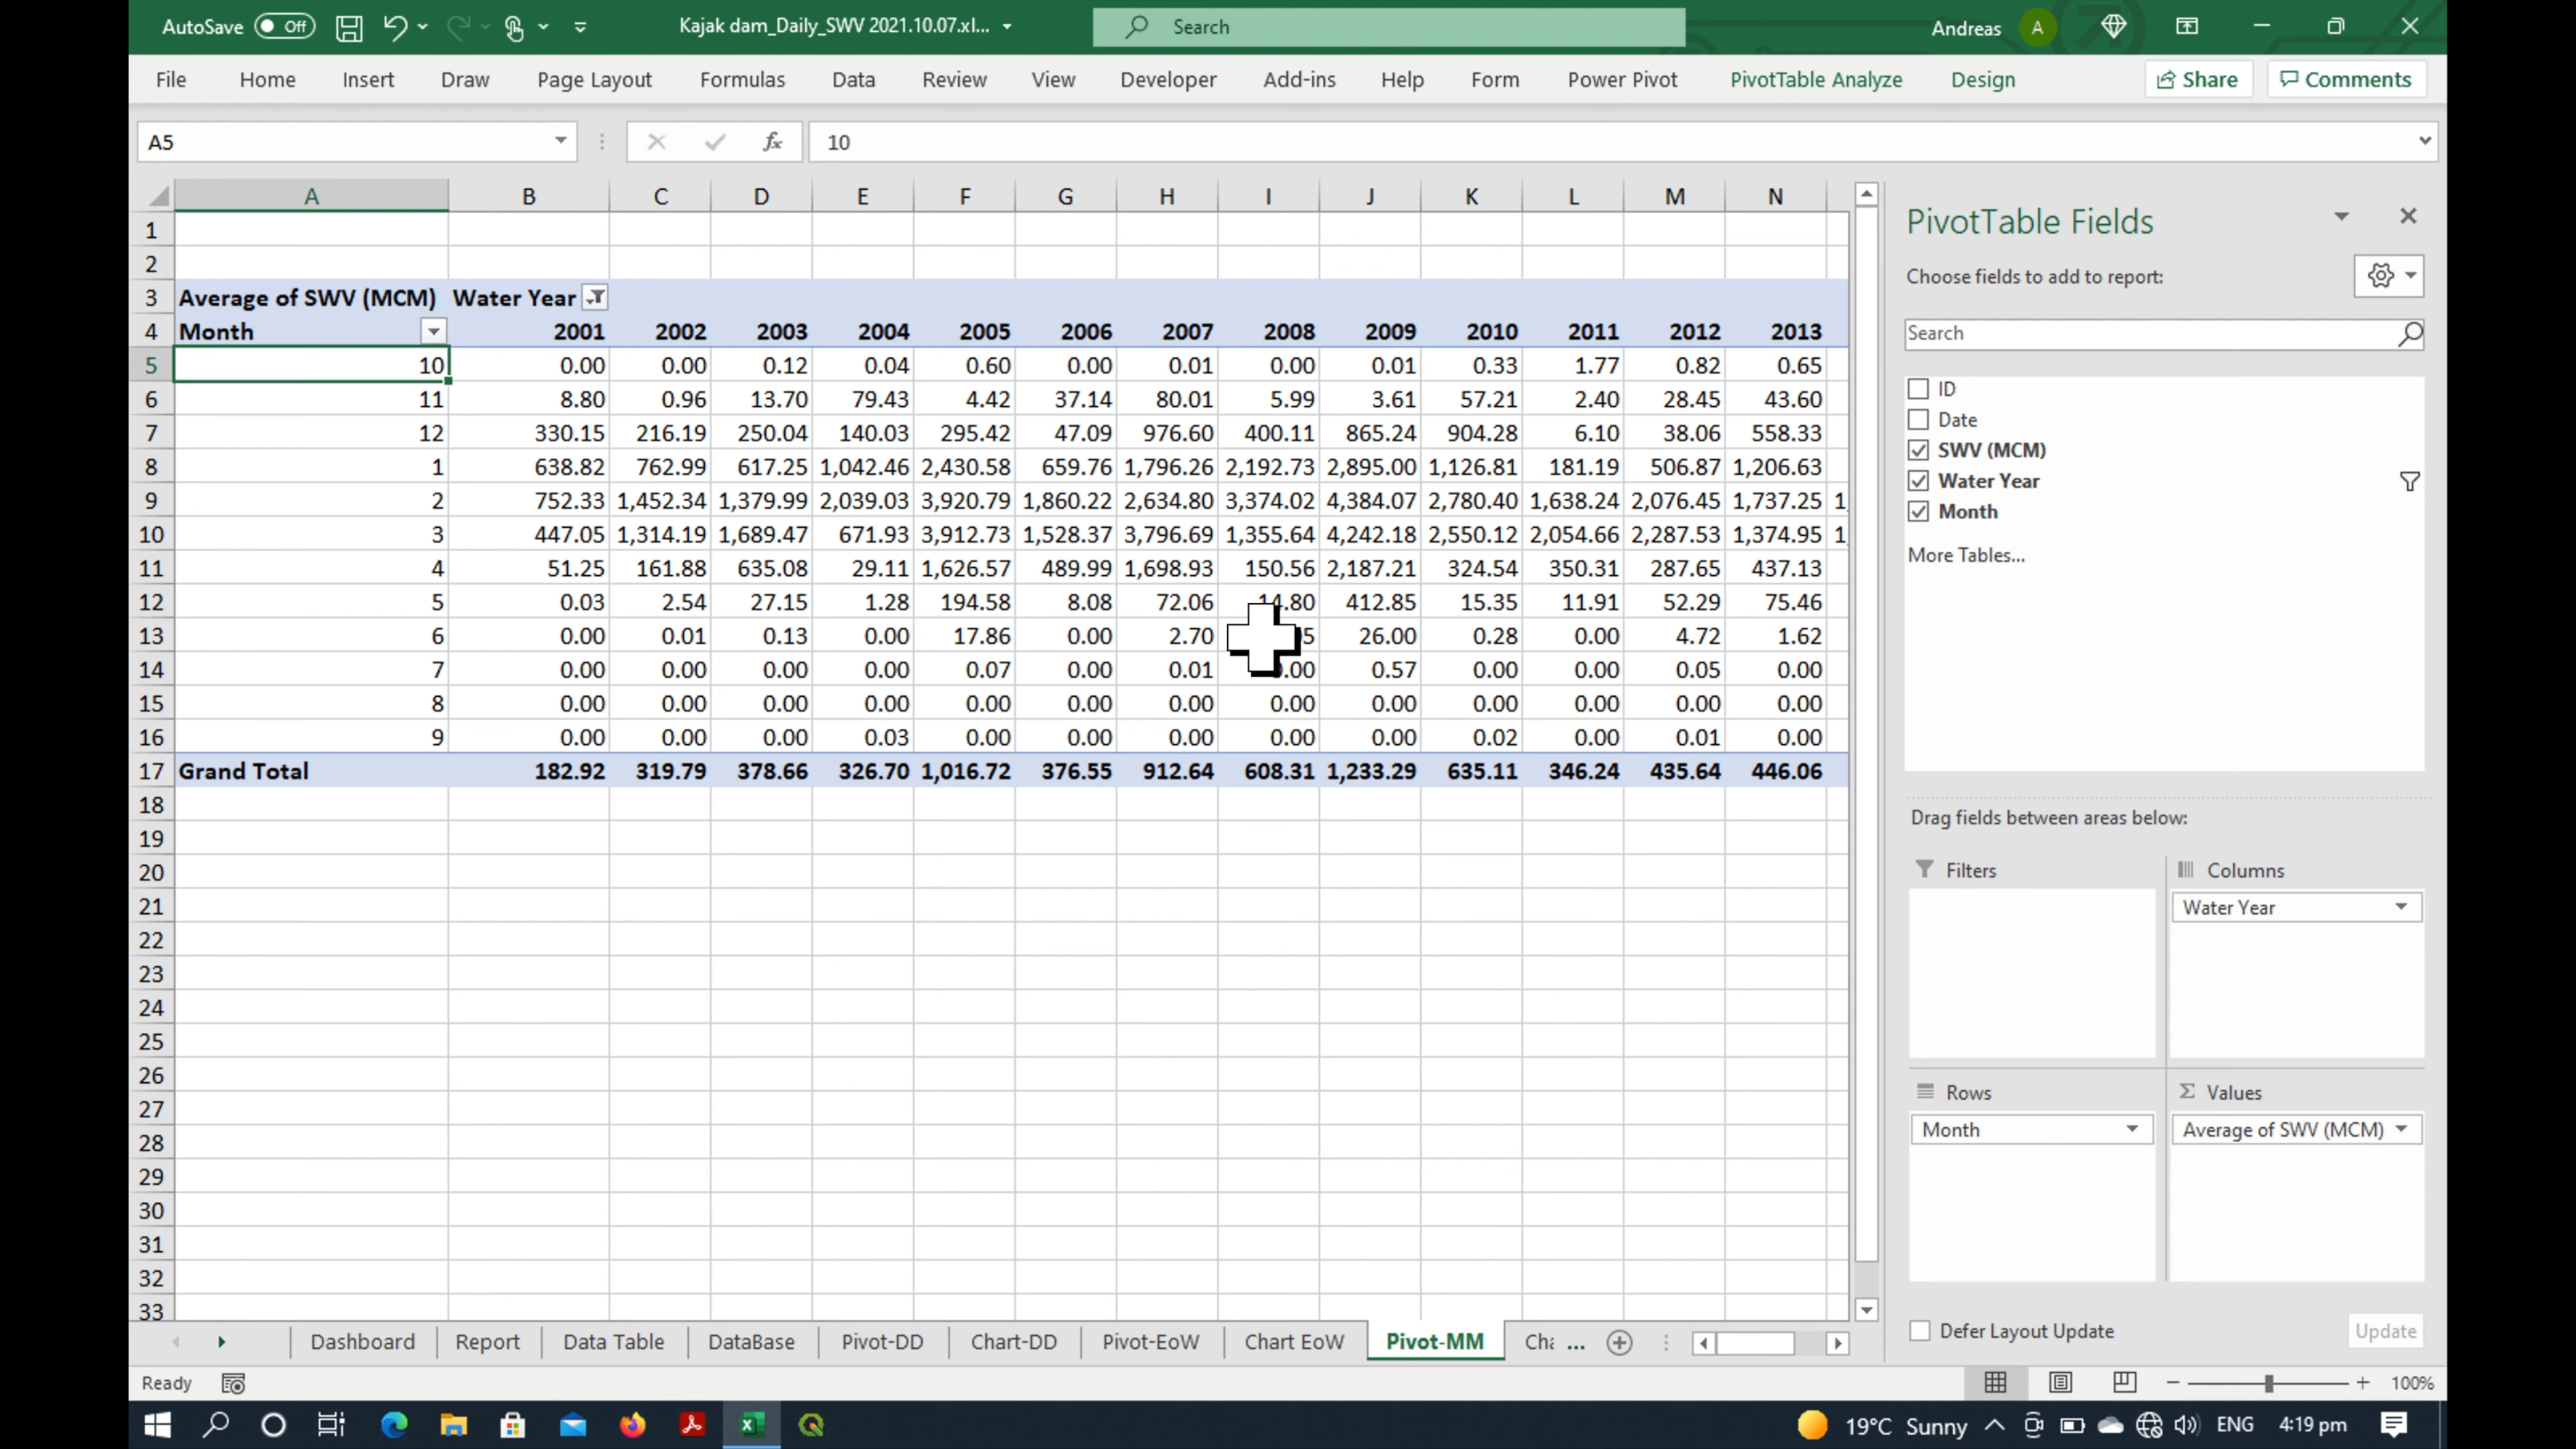 AutoSave Off Kajak dam_Daily_SWV 2021.10.07.xl... Search Andreas A
File Home Insert Draw Page Layout Formulas Data Review View Developer Add-ins Help Form Power Pivot PivotTable Analyze Design Share Comments
A5 fx 10
A B C D E F G H I J K L M N
1
2
3 Average of SWV (MCM) Water Year
4 Month 2001 2002 2003 2004 2005 2006 2007 2008 2009 2010 2011 2012 2013
5 10 0.00 0.00 0.12 0.04 0.60 0.00 0.01 0.00 0.01 0.33 1.77 0.82 0.65
6 11 8.80 0.96 13.70 79.43 4.42 37.14 80.01 5.99 3.61 57.21 2.40 28.45 43.60
7 12 330.15 216.19 250.04 140.03 295.42 47.09 976.60 400.11 865.24 904.28 6.10 38.06 558.33
8 1 638.82 762.99 617.25 1,042.46 2,430.58 659.76 1,796.26 2,192.73 2,895.00 1,126.81 181.19 506.87 1,206.63
9 2 752.33 1,452.34 1,379.99 2,039.03 3,920.79 1,860.22 2,634.80 3,374.02 4,384.07 2,780.40 1,638.24 2,076.45 1,737.25 1,
10 3 447.05 1,314.19 1,689.47 671.93 3,912.73 1,528.37 3,796.69 1,355.64 4,242.18 2,550.12 2,054.66 2,287.53 1,374.95 1,
11 4 51.25 161.88 635.08 29.11 1,626.57 489.99 1,698.93 150.56 2,187.21 324.54 350.31 287.65 437.13
12 5 0.03 2.54 27.15 1.28 194.58 8.08 72.06 14.80 412.85 15.35 11.91 52.29 75.46
13 6 0.00 0.01 0.13 0.00 17.86 0.00 2.70 26.00 0.28 0.00 4.72 1.62
14 7 0.00 0.00 0.00 0.00 0.07 0.00 0.01 0.00 0.57 0.00 0.00 0.05 0.00
15 8 0.00 0.00 0.00 0.00 0.00 0.00 0.00 0.00 0.00 0.00 0.00 0.00 0.00
16 9 0.00 0.00 0.00 0.03 0.00 0.00 0.00 0.00 0.00 0.02 0.00 0.01 0.00
17 Grand Total 182.92 319.79 378.66 326.70 1,016.72 376.55 912.64 608.31 1,233.29 635.11 346.24 435.64 446.06
18
19
20
21
22
23
24
25
26
27
28
29
30
31
32
33
PivotTable Fields
Choose fields to add to report:
Search
ID
Date
SWV (MCM)
Water Year
Month
More Tables...
Drag fields between areas below:
Filters Columns
Water Year
Rows Σ Values
Month Average of SWV (MCM)
Defer Layout Update Update
Dashboard Report Data Table DataBase Pivot-DD Chart-DD Pivot-EoW Chart EoW Pivot-MM Cha ...
Ready 100%
19°C Sunny ENG 4:19 pm